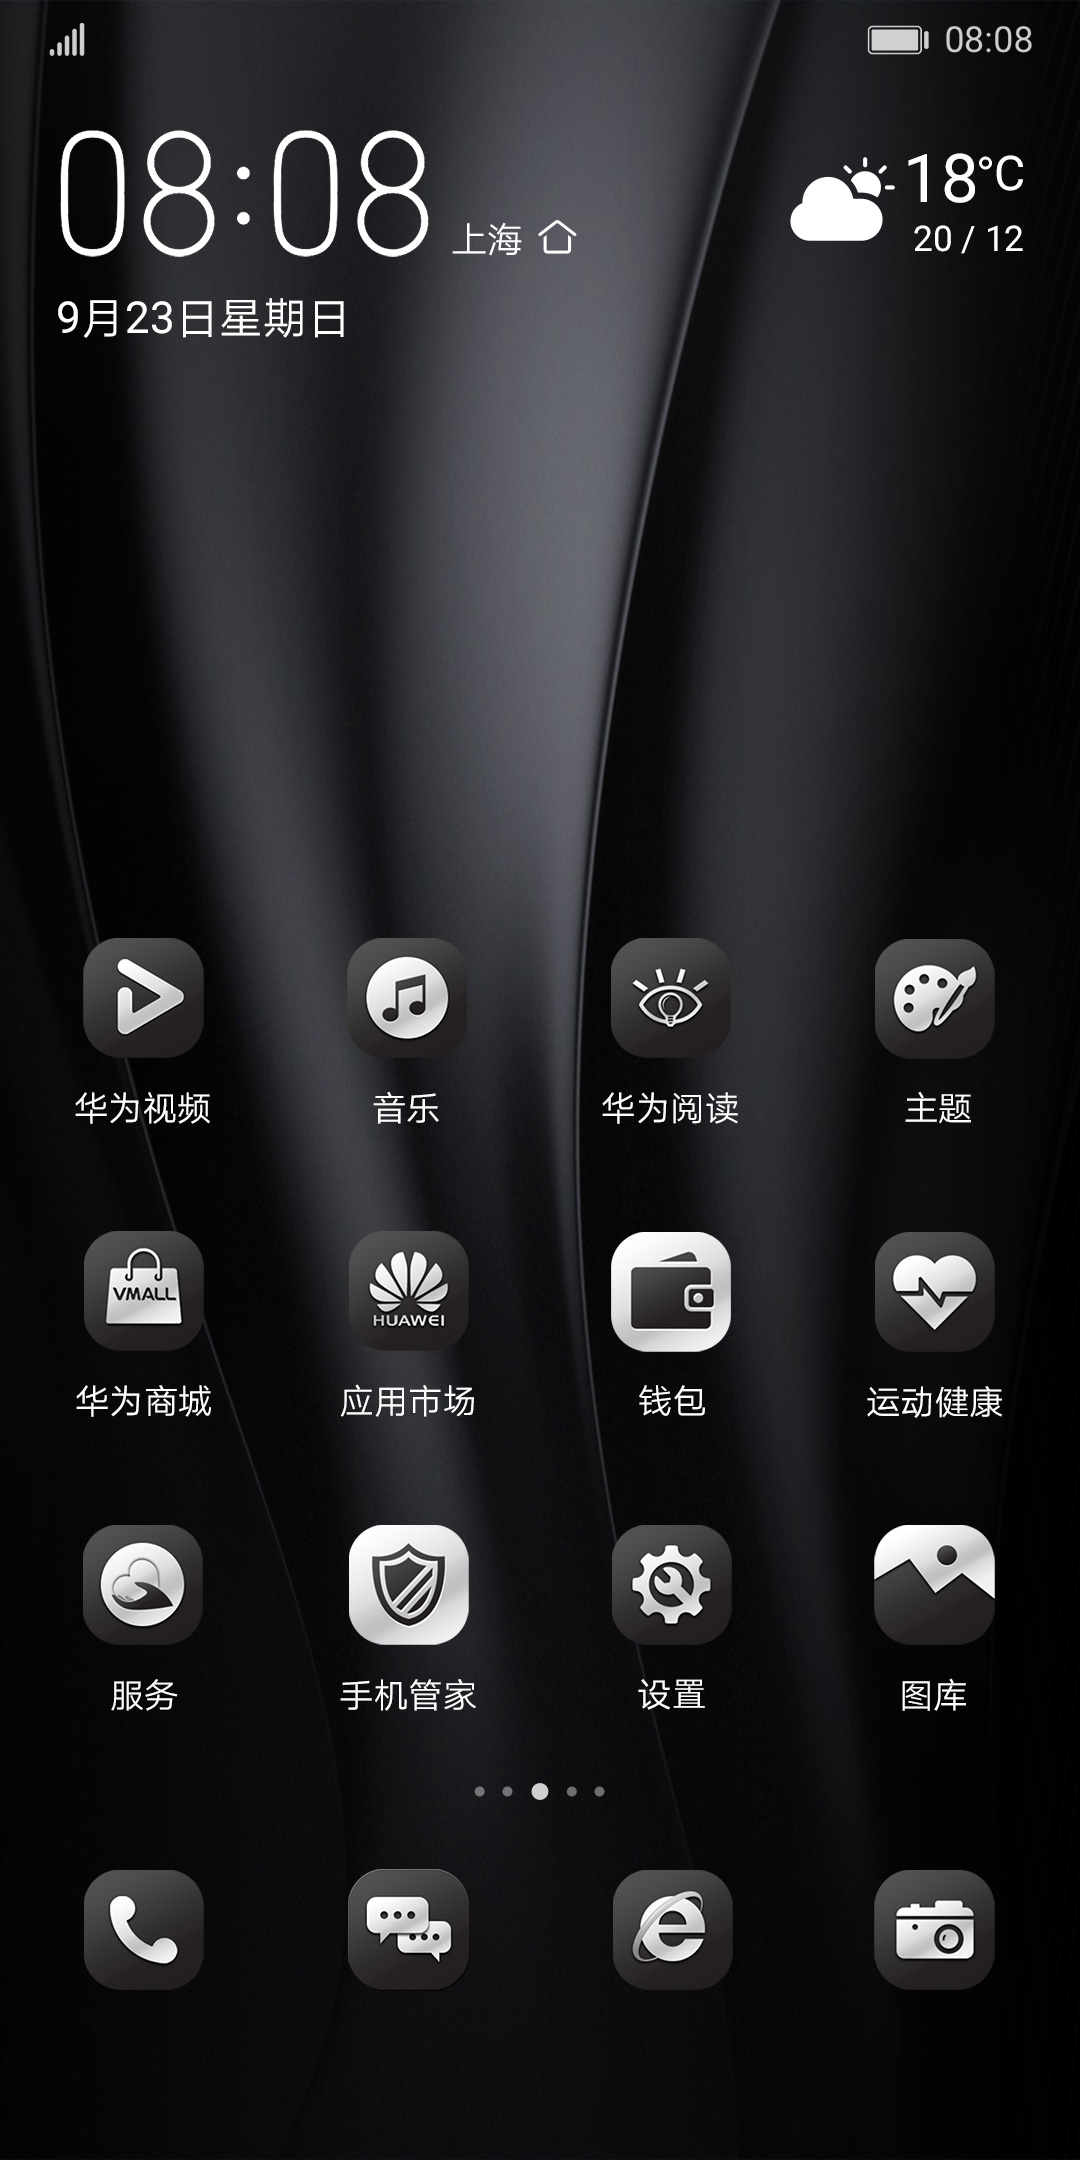 08:08
08:08
上海
18°C
20 / 12
9月23日星期日
华为视频
音乐
华为阅读
主题
VMALL
HUAWEI
华为商城
应用市场
钱包
运动健康
服务
手机管家
设置
图库